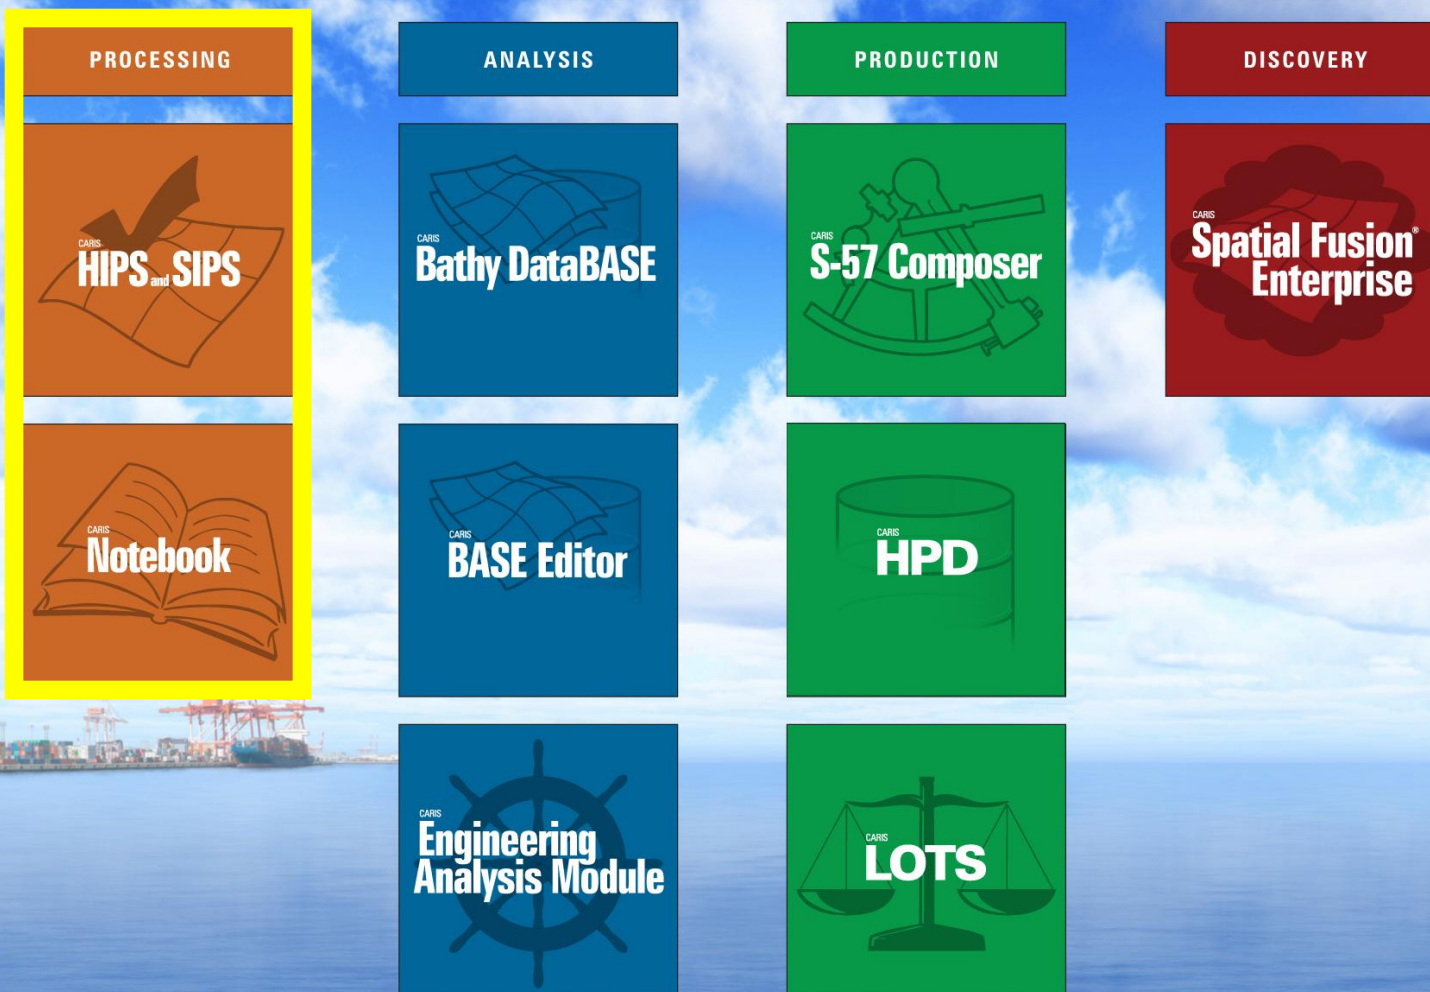 PROCESSING
CARIS
HIPS and SIPS
CARIS
Notebook
ANALYSIS
CARIS
Bathy DataBASE
CARIS
BASE Editor
CARIS
Engineering
Analysis Module
PRODUCTION
CARIS
S-57 Composer
CARIS
HPD
CARIS
LOTS
DISCOVERY
CARIS
Spatial Fusion®
Enterprise